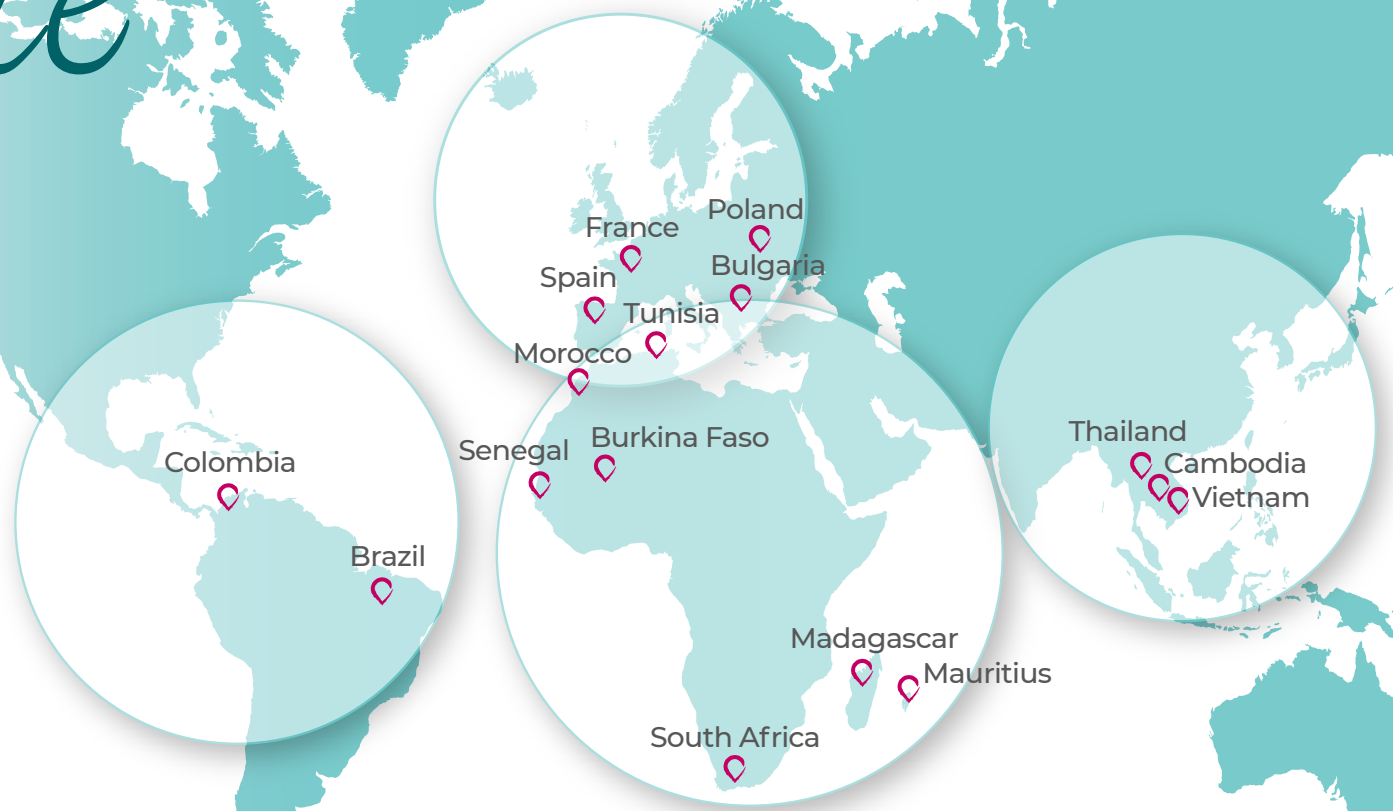 Poland
France
Bulgaria
Spain
Tunisia
Morocco
Burkina Faso
Senegal
Thailand
Colombia
Cambodia
Vietnam
Brazil
Madagascar
Mauritius
South Africa